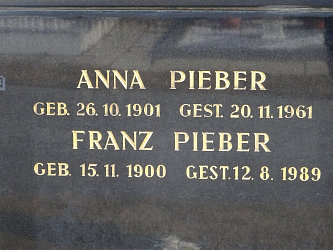 ANNA PIEBER
GEB. 26.10.1901 GEST. 20.11.1961
FRANZ PIEBER
GEB. 15.11.1900 GEST. 12.8.1989